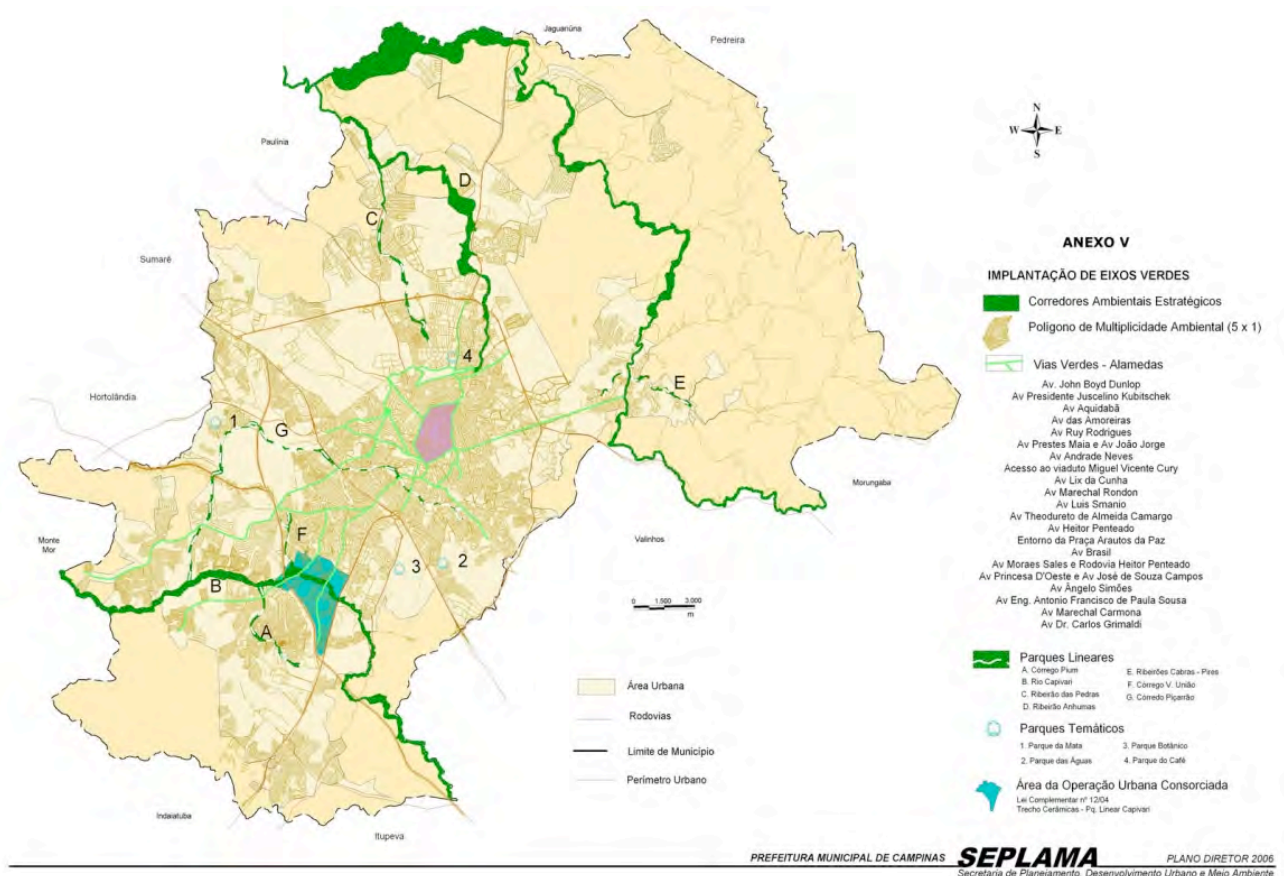 Jaguariúna
Pedreira
Paulínia
Sumaré
Hortolândia
Monte
Mor
Indaiatuba
Itupeva
Valinhos
Morungaba
N
W E
S
C
D
4
E
1
G
F
3
2
B
A
0 1.500 3.000
m
Área Urbana
Rodovias
Limite de Município
Perímetro Urbano
ANEXO V
IMPLANTAÇÃO DE EIXOS VERDES
Corredores Ambientais Estratégicos
Polígono de Multiplicidade Ambiental (5 x 1)
Vias Verdes - Alamedas
Av. John Boyd Dunlop
Av Presidente Juscelino Kubitschek
Av Aquidabã
Av das Amoreiras
Av Ruy Rodrigues
Av Prestes Maia e Av João Jorge
Av Andrade Neves
Acesso ao viaduto Miguel Vicente Cury
Av Lix da Cunha
Av Marechal Rondon
Av Luis Smanio
Av Theodureto de Almeida Camargo
Av Heitor Penteado
Entorno da Praça Arautos da Paz
Av Brasil
Av Moraes Sales e Rodovia Heitor Penteado
Av Princesa D'Oeste e Av José de Souza Campos
Av Ângelo Simões
Av Eng. Antonio Francisco de Paula Sousa
Av Marechal Carmona
Av Dr. Carlos Grimaldi
Parques Lineares
A. Córrego Pium
B. Rio Capivari
C. Ribeirão das Pedras
D. Ribeirão Anhumas
E. Ribeirões Cabras - Pires
F. Córrego V. União
G. Córredo Piçarrão
Parques Temáticos
1. Parque da Mata
2. Parque das Águas
3. Parque Botânico
4. Parque do Café
Área da Operação Urbana Consorciada
Lei Complementar nº 12/04
Trecho Cerâmicas - Pq. Linear Capivari
PREFEITURA MUNICIPAL DE CAMPINAS SEPLAMA PLANO DIRETOR 2006
Secretaria de Planejamento, Desenvolvimento Urbano e Meio Ambiente